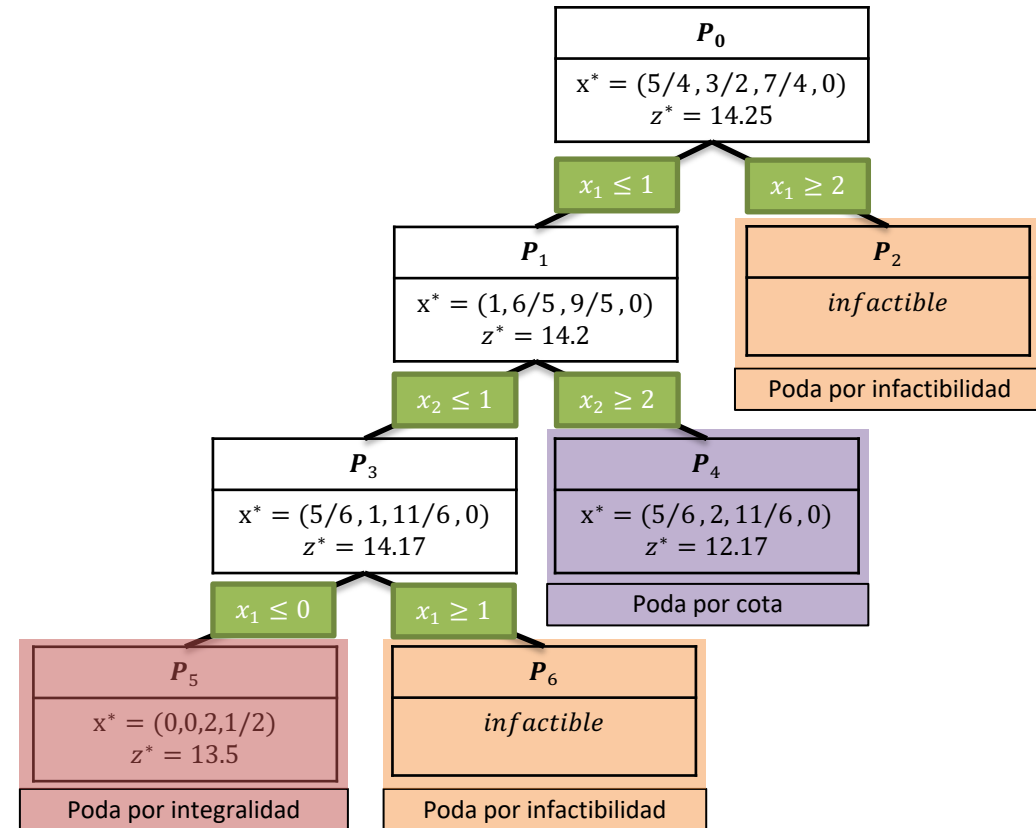 P₀
x* = (5/4 , 3/2 , 7/4 , 0)
z* = 14.25
x₁ ≤ 1
x₁ ≥ 2
P₁
x* = (1, 6/5 , 9/5 , 0)
z* = 14.2
P₂
infactible
Poda por infactibilidad
x₂ ≤ 1
x₂ ≥ 2
P₃
x* = (5/6 , 1, 11/6 , 0)
z* = 14.17
P₄
x* = (5/6 , 2, 11/6 , 0)
z* = 12.17
Poda por cota
x₁ ≤ 0
x₁ ≥ 1
P₅
x* = (0,0,2,1/2)
z* = 13.5
Poda por integralidad
P₆
infactible
Poda por infactibilidad